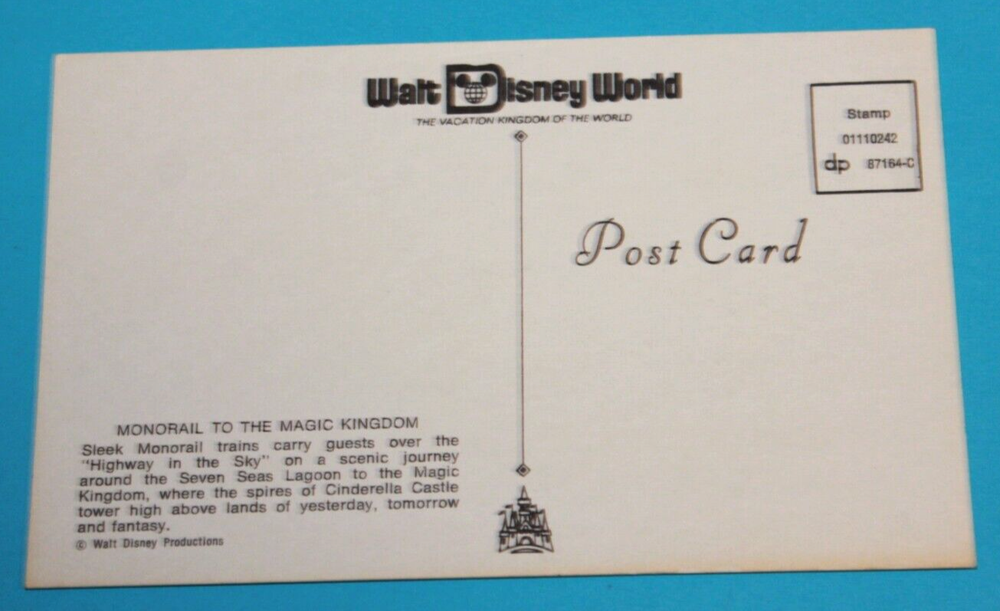 Walt Disney World
THE VACATION KINGDOM OF THE WORLD
Stamp
01110242
dp 87164-C
Post Card
MONORAIL TO THE MAGIC KINGDOM
Sleek Monorail trains carry guests over the
"Highway in the Sky" on a scenic journey
around the Seven Seas Lagoon to the Magic
Kingdom, where the spires of Cinderella Castle
tower high above lands of yesterday, tomorrow
and fantasy.
© Walt Disney Productions